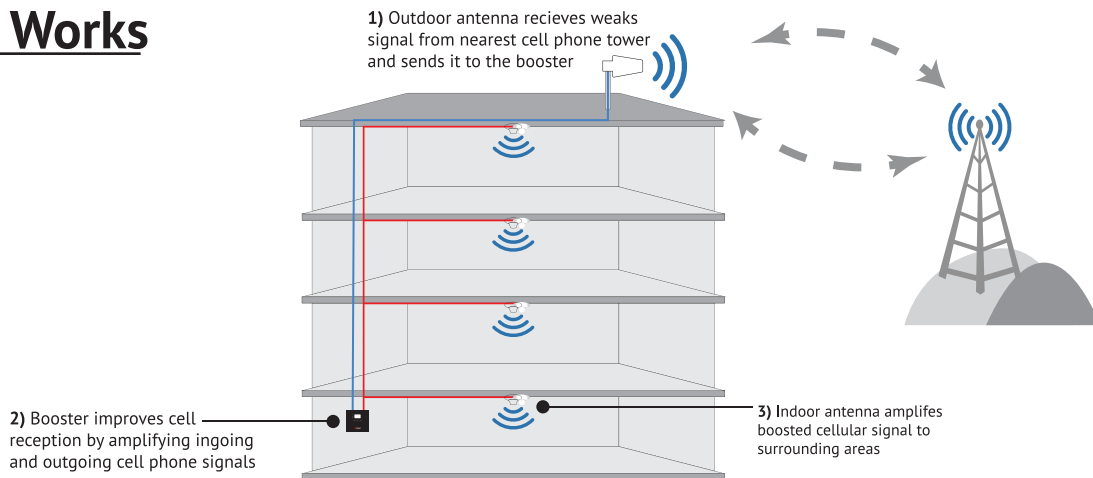 Works
1) Outdoor antenna recieves weaks
signal from nearest cell phone tower
and sends it to the booster
2) Booster improves cell
reception by amplifying ingoing
and outgoing cell phone signals
3) Indoor antenna amplifes
boosted cellular signal to
surrounding areas